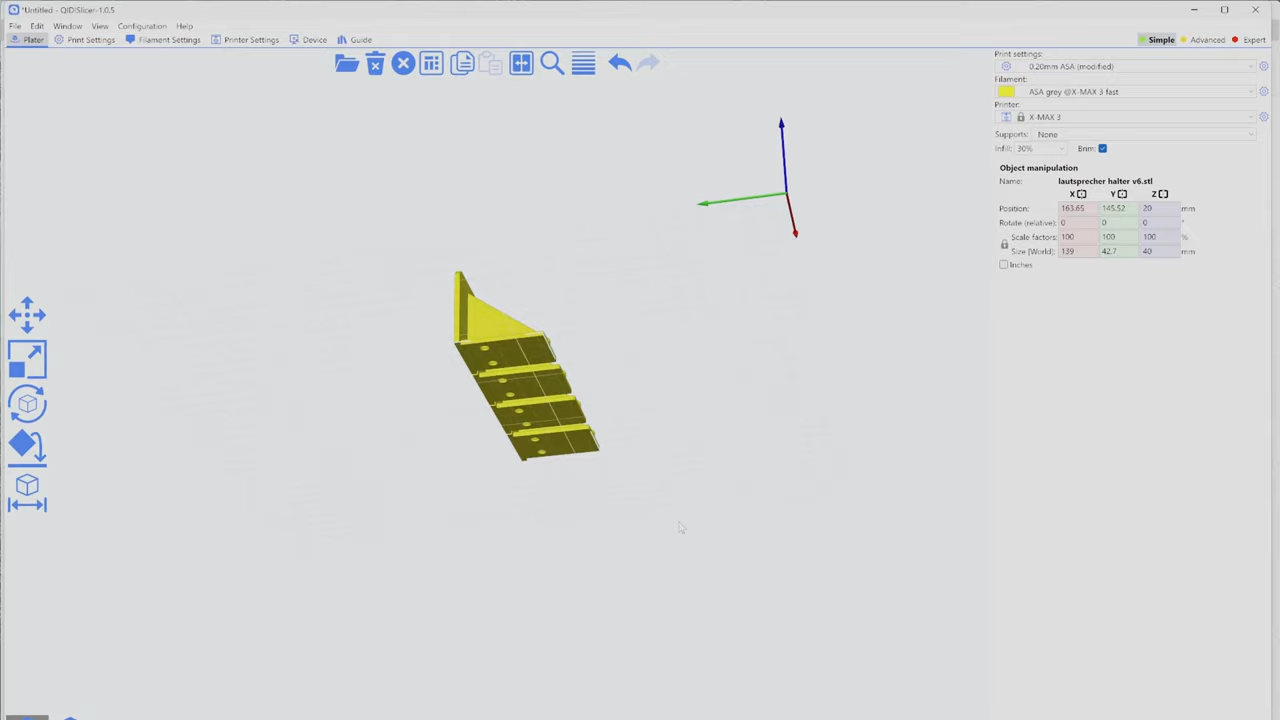 *Untitled - QIDISlicer-1.0.5
File Edit Window View Configuration Help
Plater Print Settings Filament Settings Printer Settings Device Guide Simple Advanced Expert
Print settings:
0.20mm ASA (modified)
Filament:
ASA grey @X-MAX 3 fast
Printer:
X-MAX 3
Supports: None
Infill: 30% Brim:
Object manipulation
Name: lautsprecher halter v6.stl
X Y Z
Position: 163.65 145.52 20 mm
Rotate (relative): 0 0 0 °
Scale factors: 100 100 100 %
Size [World]: 139 42.7 40 mm
Inches